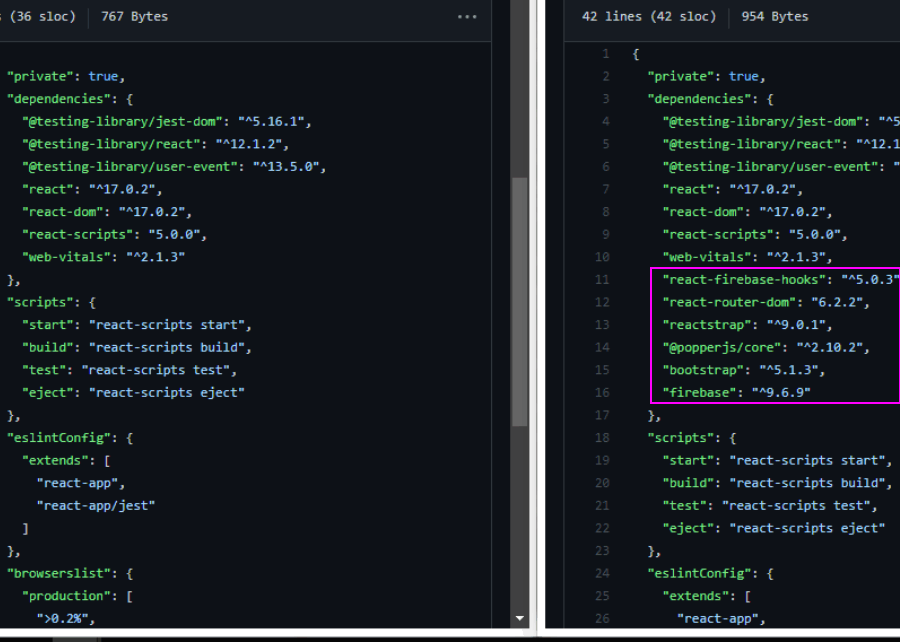 (36 sloc) 767 Bytes
"private": true,
"dependencies": {
"@testing-library/jest-dom": "^5.16.1",
"@testing-library/react": "^12.1.2",
"@testing-library/user-event": "^13.5.0",
"react": "^17.0.2",
"react-dom": "^17.0.2",
"react-scripts": "5.0.0",
"web-vitals": "^2.1.3"
},
"scripts": {
"start": "react-scripts start",
"build": "react-scripts build",
"test": "react-scripts test",
"eject": "react-scripts eject"
},
"eslintConfig": {
"extends": [
"react-app",
"react-app/jest"
]
},
"browserslist": {
"production": [
">0.2%",
42 lines (42 sloc) 954 Bytes
1 {
2 "private": true,
3 "dependencies": {
4 "@testing-library/jest-dom": "^5
5 "@testing-library/react": "^12.1
6 "@testing-library/user-event": "
7 "react": "^17.0.2",
8 "react-dom": "^17.0.2",
9 "react-scripts": "5.0.0",
10 "web-vitals": "^2.1.3",
11 "react-firebase-hooks": "^5.0.3"
12 "react-router-dom": "6.2.2",
13 "reactstrap": "^9.0.1",
14 "@popperjs/core": "^2.10.2",
15 "bootstrap": "^5.1.3",
16 "firebase": "^9.6.9"
17 },
18 "scripts": {
19 "start": "react-scripts start",
20 "build": "react-scripts build",
21 "test": "react-scripts test",
22 "eject": "react-scripts eject"
23 },
24 "eslintConfig": {
25 "extends": [
26 "react-app",